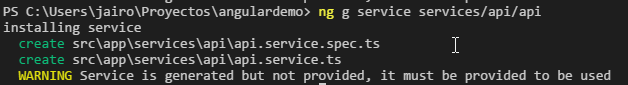 PS C:\Users\jairo\Proyectos\angulardemo> ng g service services/api/api
installing service
create src\app\services\api\api.service.spec.ts
create src\app\services\api\api.service.ts
WARNING Service is generated but not provided, it must be provided to be used